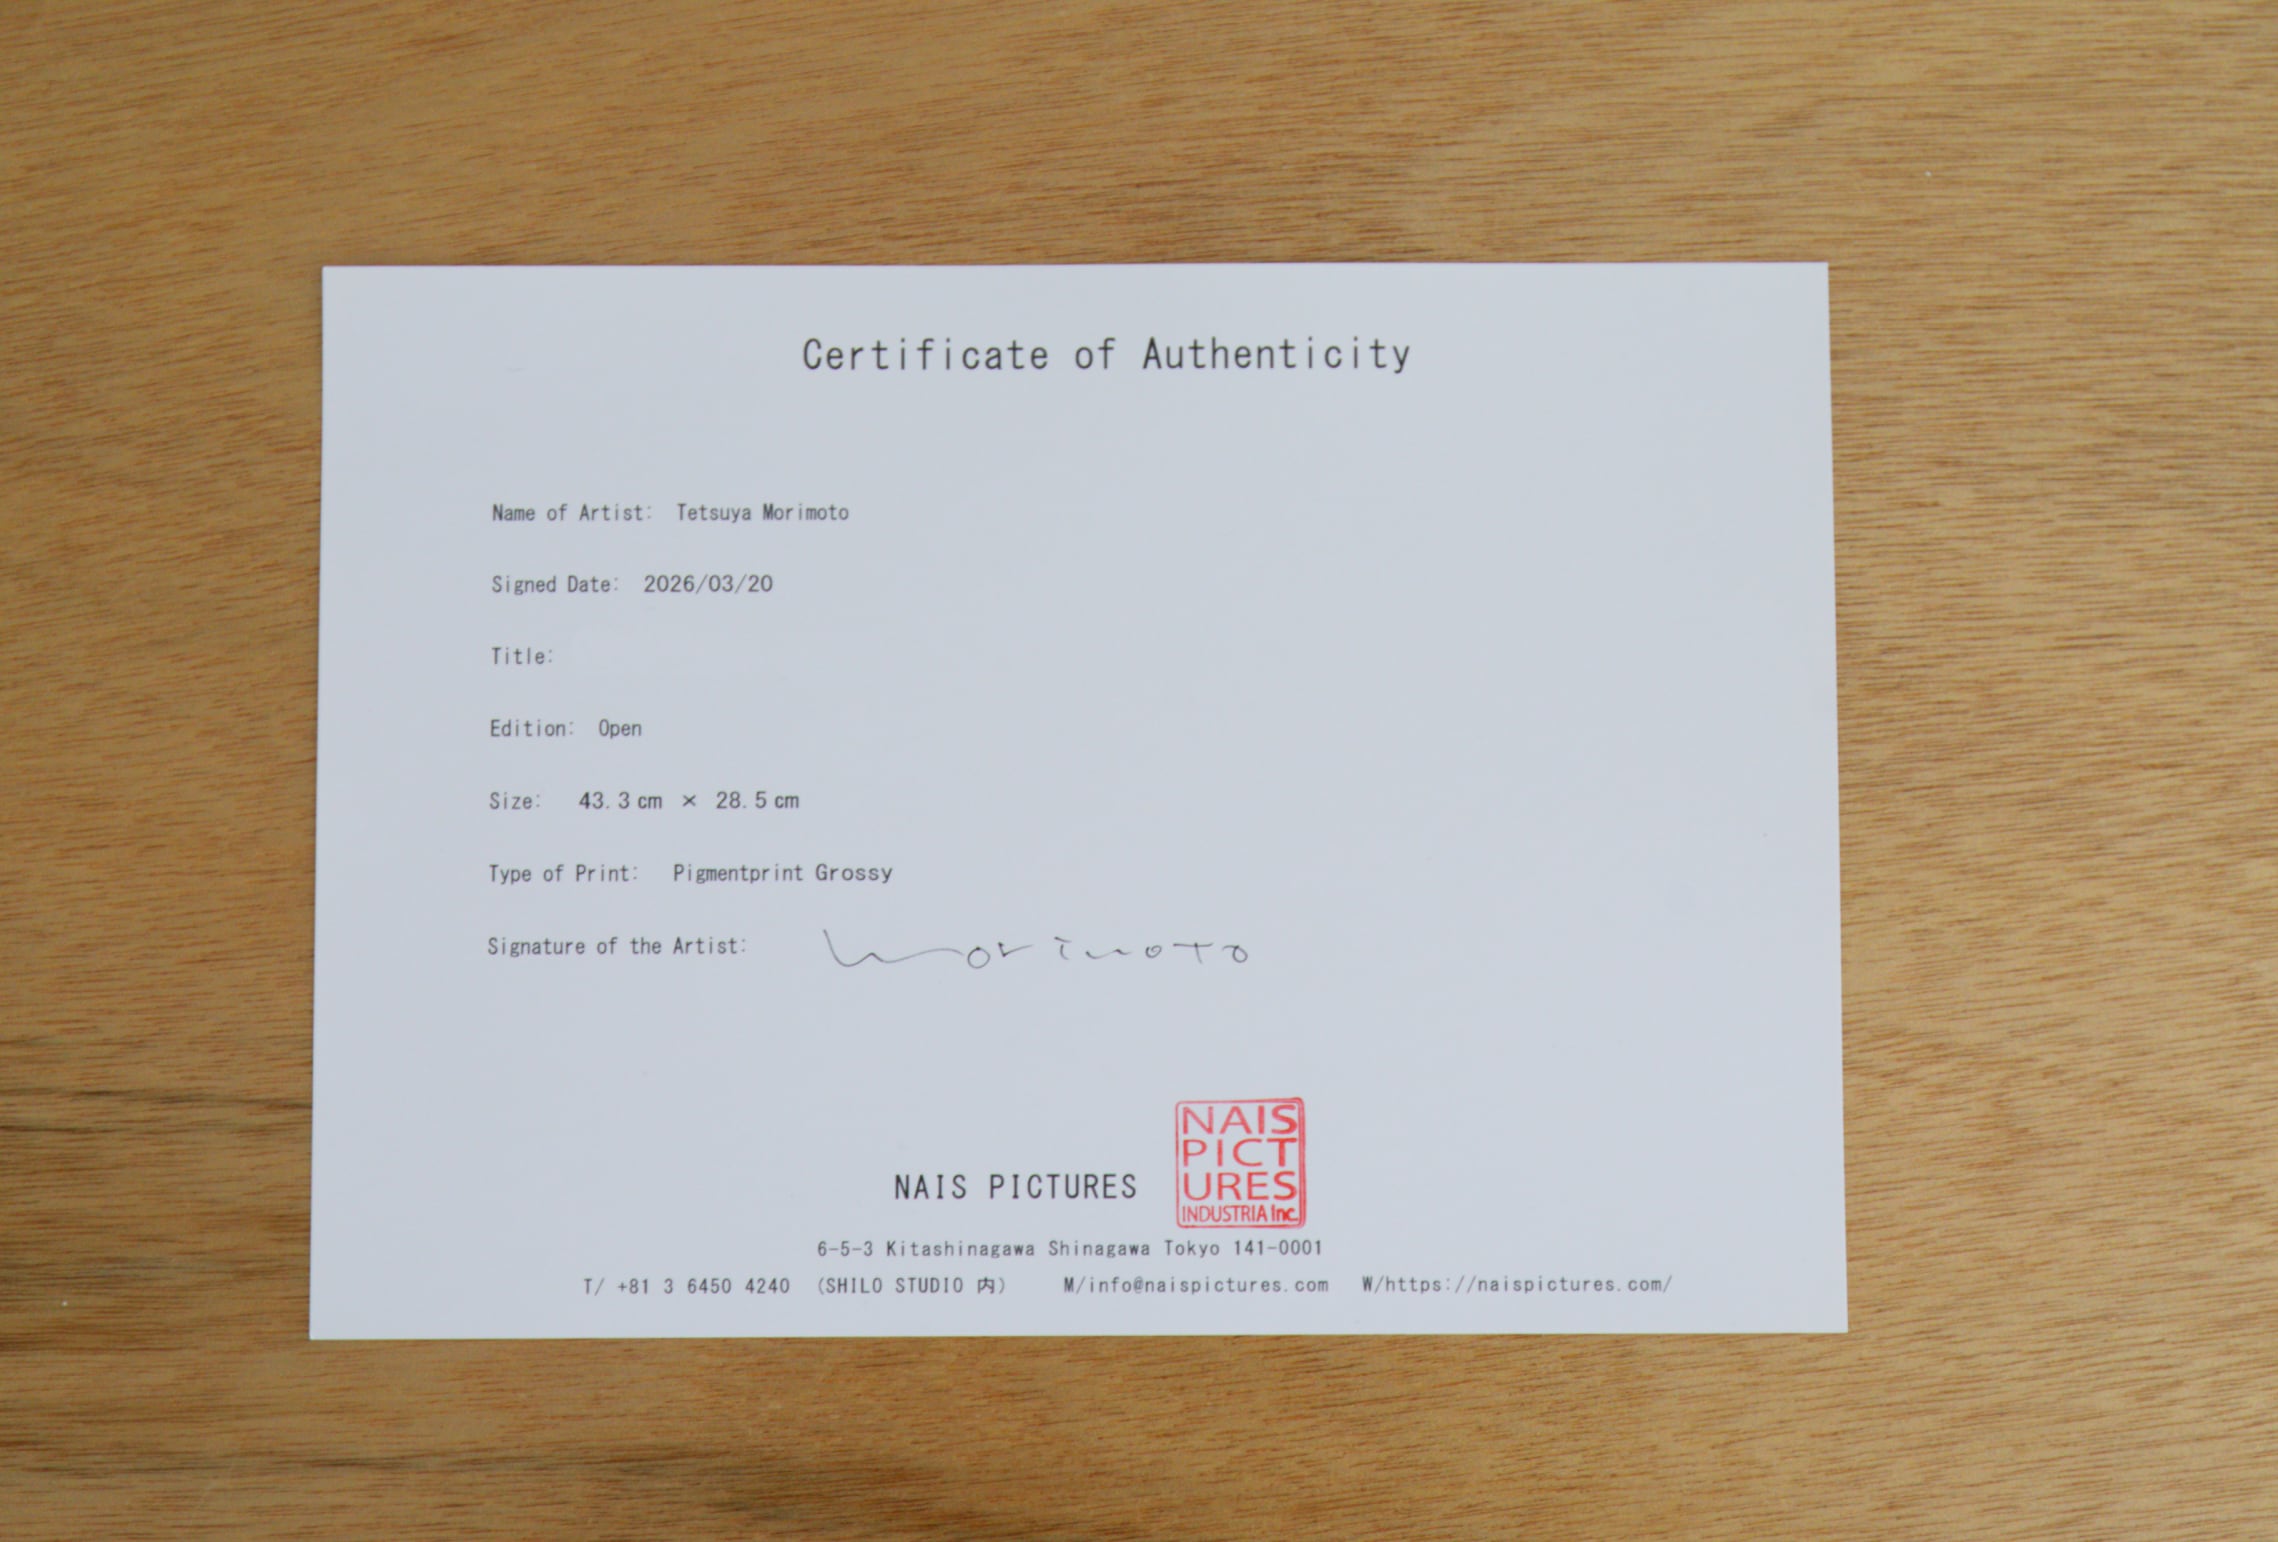 Certificate of Authenticity
Name of Artist: Tetsuya Morimoto
Signed Date: 2026/03/20
Title:
Edition: Open
Size: 43.3cm × 28.5cm
Type of Print: Pigmentprint Grossy
Signature of the Artist: Morimoto
NAIS PICTURES
NAIS
PICT
URES
INDUSTRIA Inc.
6-5-3 Kitashinagawa Shinagawa Tokyo 141-0001
T/ +81 3 6450 4240 (SHILO STUDIO 内) M/info@naispictures.com W/https://naispictures.com/